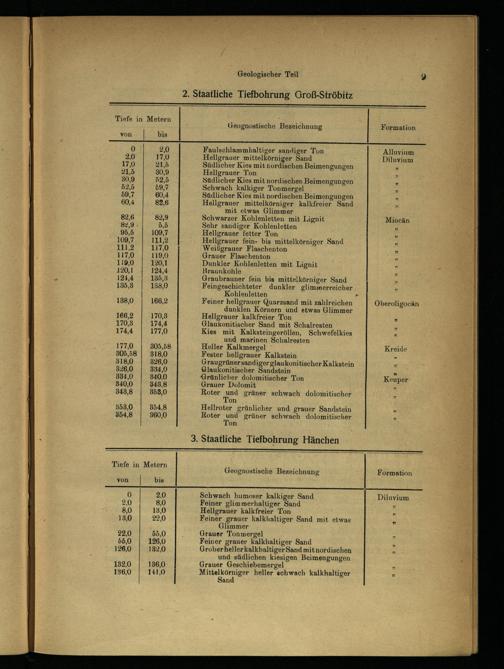 Geologischer Teil 9
2. Staatliche Tiefbohrung Groß-Ströbitz
Tiefe in Metern Geognostische Bezeichnung Formation
von bis
0 2,0 Faulschlammhaltiger sandiger Ton Alluvium
2,0 17,0 Hellgrauer mittelkörniger Sand Diluvium
17,0 21,5 Südlicher Kies mit nordischen Beimengungen "
21,5 30,9 Hellgrauer Ton "
30,9 52,5 Südlicher Kies mit nordischen Beimengungen "
52,5 59,7 Schwach kalkiger Tonmergel "
59,7 60,4 Südlicher Kies mit nordischen Beimengungen "
60,4 82,6 Hellgrauer mittelkörniger kalkfreier Sand "
mit etwas Glimmer
82,6 82,9 Schwarzer Kohlenletten mit Lignit Miocän
82,9 5,5 Sehr sandiger Kohlenletten "
95,5 109,7 Hellgrauer fetter Ton "
109,7 111,2 Hellgrauer fein- bis mittelkörniger Sand "
111,2 117,0 Weißgrauer Flaschenton "
117,0 119,0 Grauer Flaschenton "
119,0 120,1 Dunkler Kohlenletten mit Lignit "
120,1 124,4 Braunkohle "
124,4 135,3 Graubrauner fein bis mittelkörniger Sand "
135,3 138,0 Feingeschichteter dunkler glimmerreicher "
Kohlenletten
138,0 166,2 Feiner hellgrauer Quarzsand mit zahlreichen Oberoligocän
dunklen Körnern und etwas Glimmer
166,2 170,3 Hellgrauer kalkfreier Ton "
170,3 174,4 Glaukonitischer Sand mit Schalresten "
174,4 177,0 Kies mit Kalksteingeröllen, Schwefelkies "
und marinen Schalresten
177,0 305,58 Heller Kalkmergel Kreide
305,58 318,0 Fester hellgrauer Kalkstein "
318,0 326,0 Graugrüner sandiger glaukonitischer Kalkstein "
326,0 334,0 Glaukonitischer Sandstein "
334,0 340,0 Grünlicher dolomitischer Ton Keuper
340,0 343,8 Grauer Dolomit "
343,8 353,0 Roter und grüner schwach dolomitischer "
Ton
353,0 354,8 Hellroter grünlicher und grauer Sandstein "
354,8 360,0 Roter und grüner schwach dolomitischer "
Ton
3. Staatliche Tiefbohrung Hänchen
Tiefe in Metern Geognostische Bezeichnung Formation
von bis
0 2,0 Schwach humoser kalkiger Sand Diluvium
2,0 8,0 Feiner glimmerhaltiger Sand "
8,0 13,0 Hellgrauer kalkfreier Ton "
13,0 22,0 Feiner grauer kalkhaltiger Sand mit etwas "
Glimmer
22,0 55,0 Grauer Tonmergel "
55,0 126,0 Feiner grauer kalkhaltiger Sand "
126,0 132,0 Grober heller kalkhaltiger Sand mit nordischen "
und südlichen kiesigen Beimengungen
132,0 136,0 Grauer Geschiebemergel "
136,0 141,0 Mittelkörniger heller schwach kalkhaltiger "
Sand